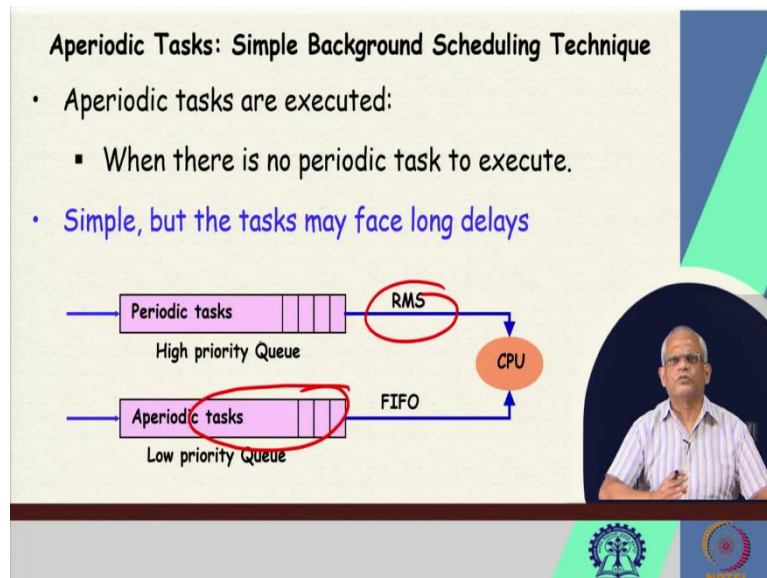 Aperiodic Tasks: Simple Background Scheduling Technique
• Aperiodic tasks are executed:
▪ When there is no periodic task to execute.
• Simple, but the tasks may face long delays
Periodic tasks
RMS
High priority Queue
CPU
Aperiodic tasks
FIFO
Low priority Queue